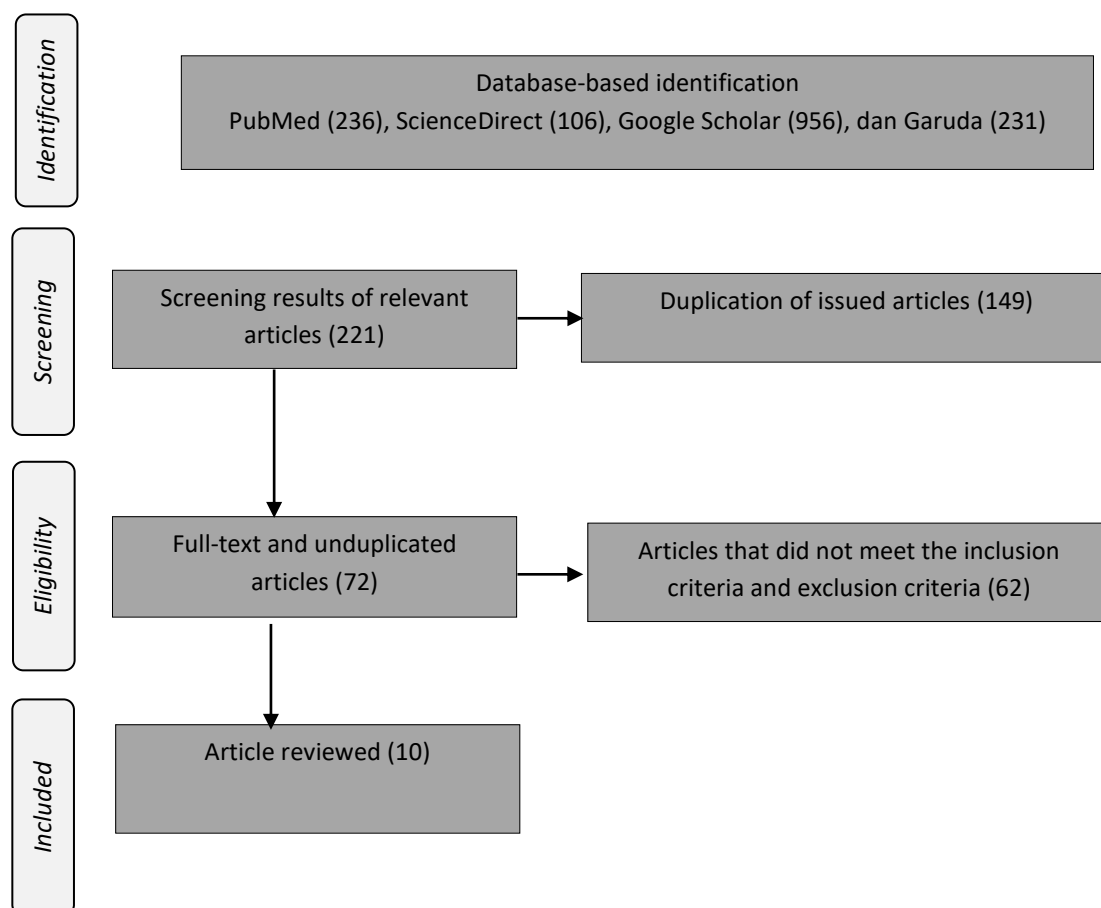 Identification
Database-based identification
PubMed (236), ScienceDirect (106), Google Scholar (956), dan Garuda (231)
Screening
Screening results of relevant
articles (221)
Duplication of issued articles (149)
Eligibility
Full-text and unduplicated
articles (72)
Articles that did not meet the inclusion
criteria and exclusion criteria (62)
Included
Article reviewed (10)